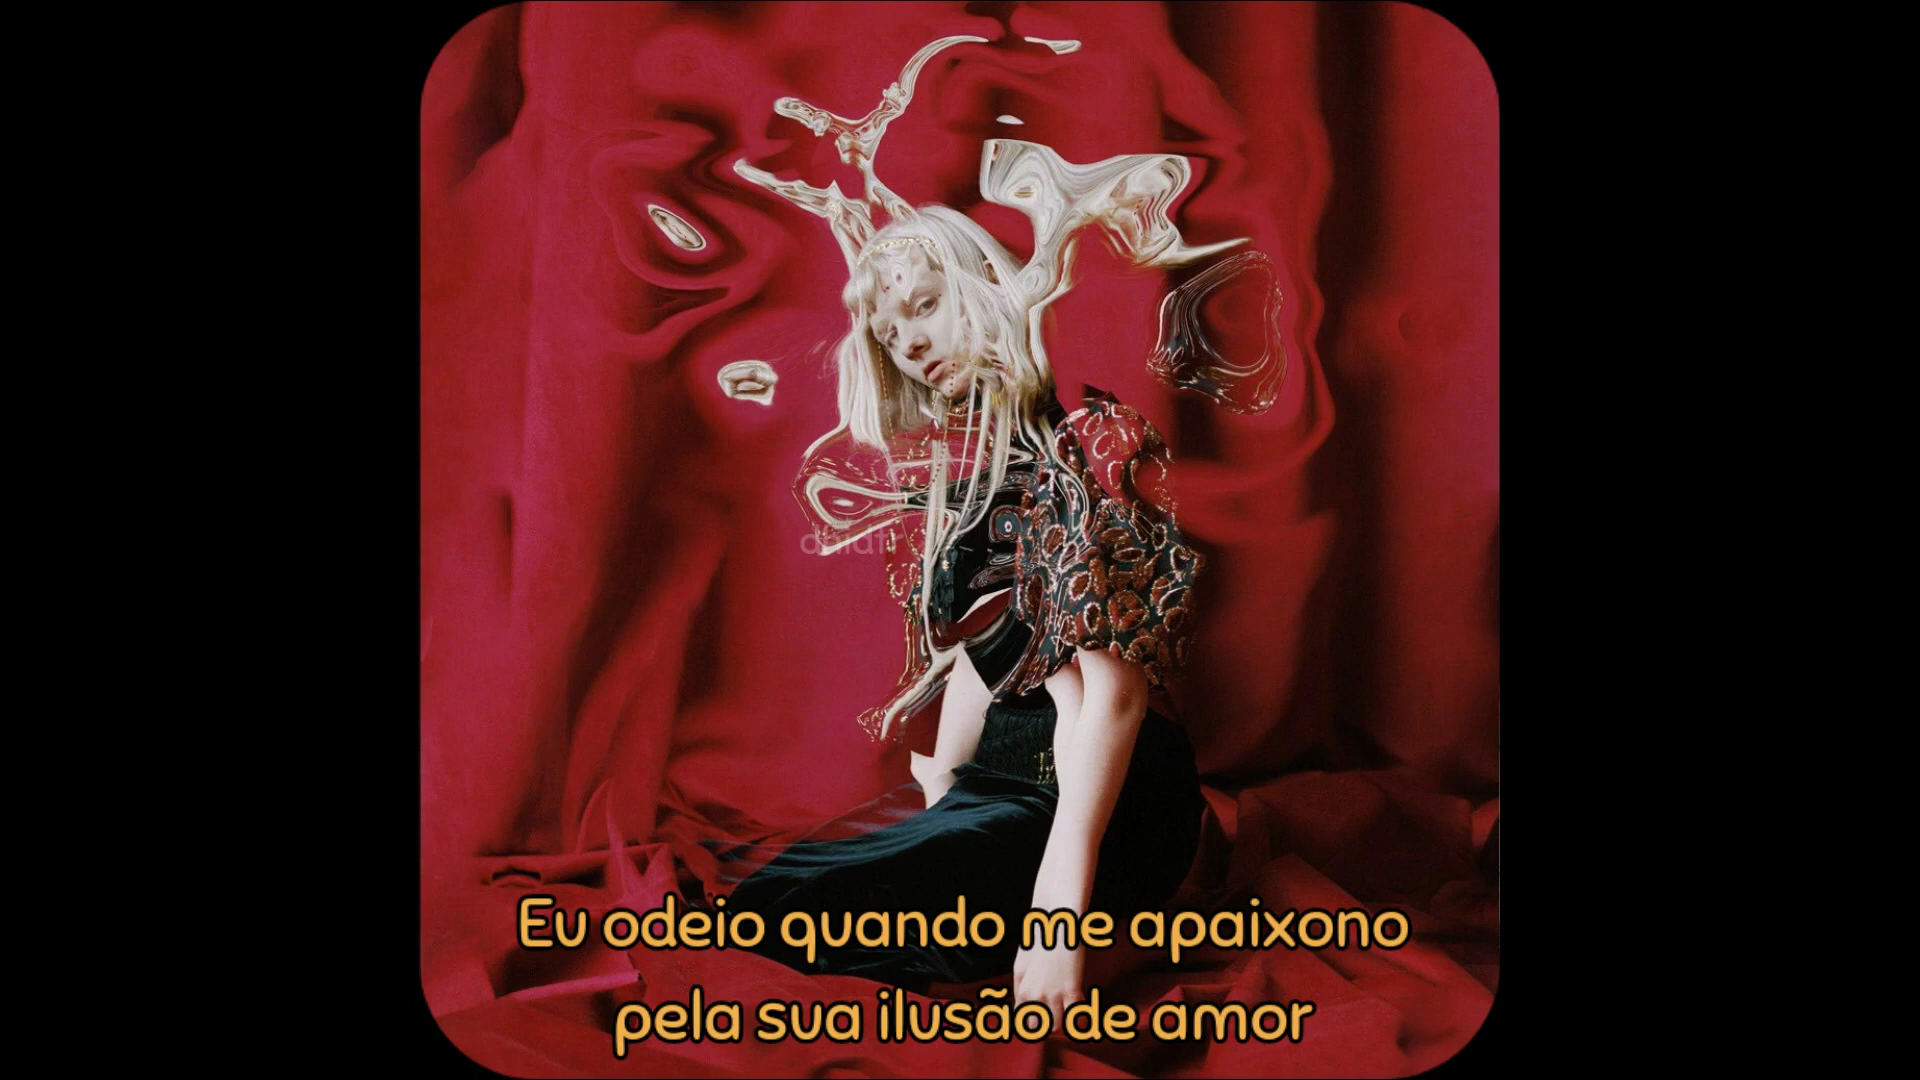 Eu odeio quando me apaixono
pela sua ilusão de amor